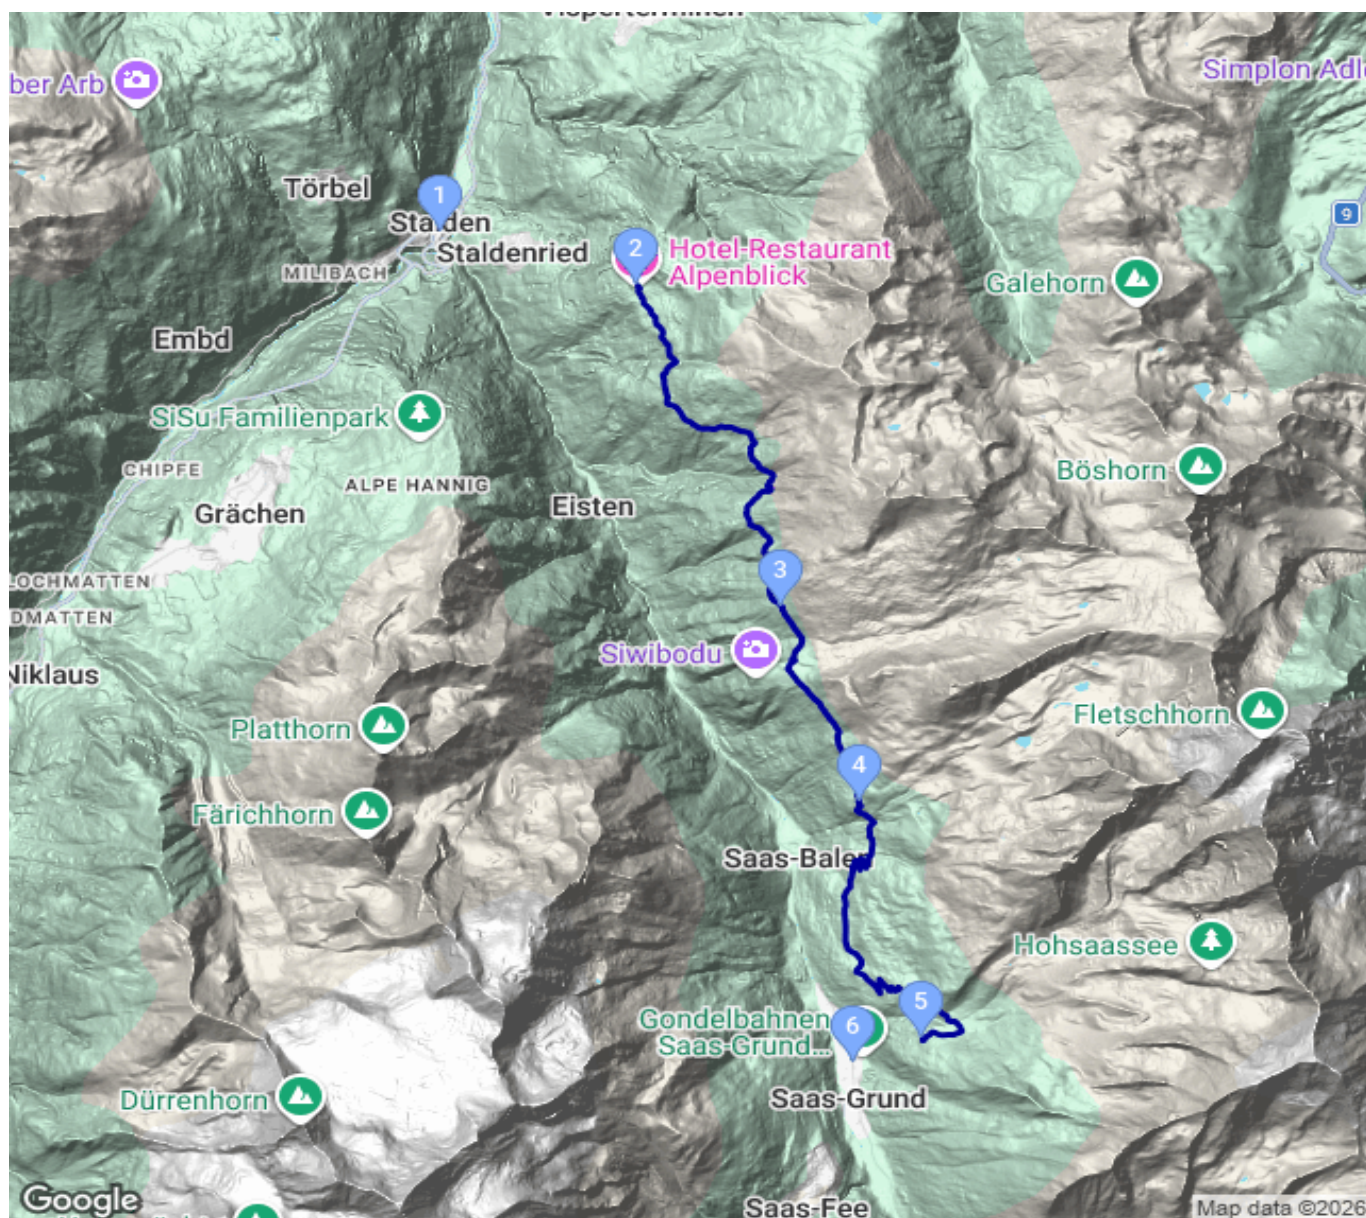 Visperterminen
ber Arb
Simplon Adl
Törbel
1
9
Stalden
Staldenried
2
Hotel-Restaurant
Alpenblick
MILIBACH
Galehorn
Embd
SiSu Familienpark
CHIPFE
ALPE HANNIG
Böshorn
Grächen
Eisten
LOCHMATTEN
3
DMATTEN
Siwibodu
Niklaus
Fletschhorn
Platthorn
4
Färichhorn
Saas-Balen
Hohsaassee
5
Gondelbahnen
Saas-Grund...
6
Dürrenhorn
Saas-Grund
Google
Saas-Fee
Map data ©2026